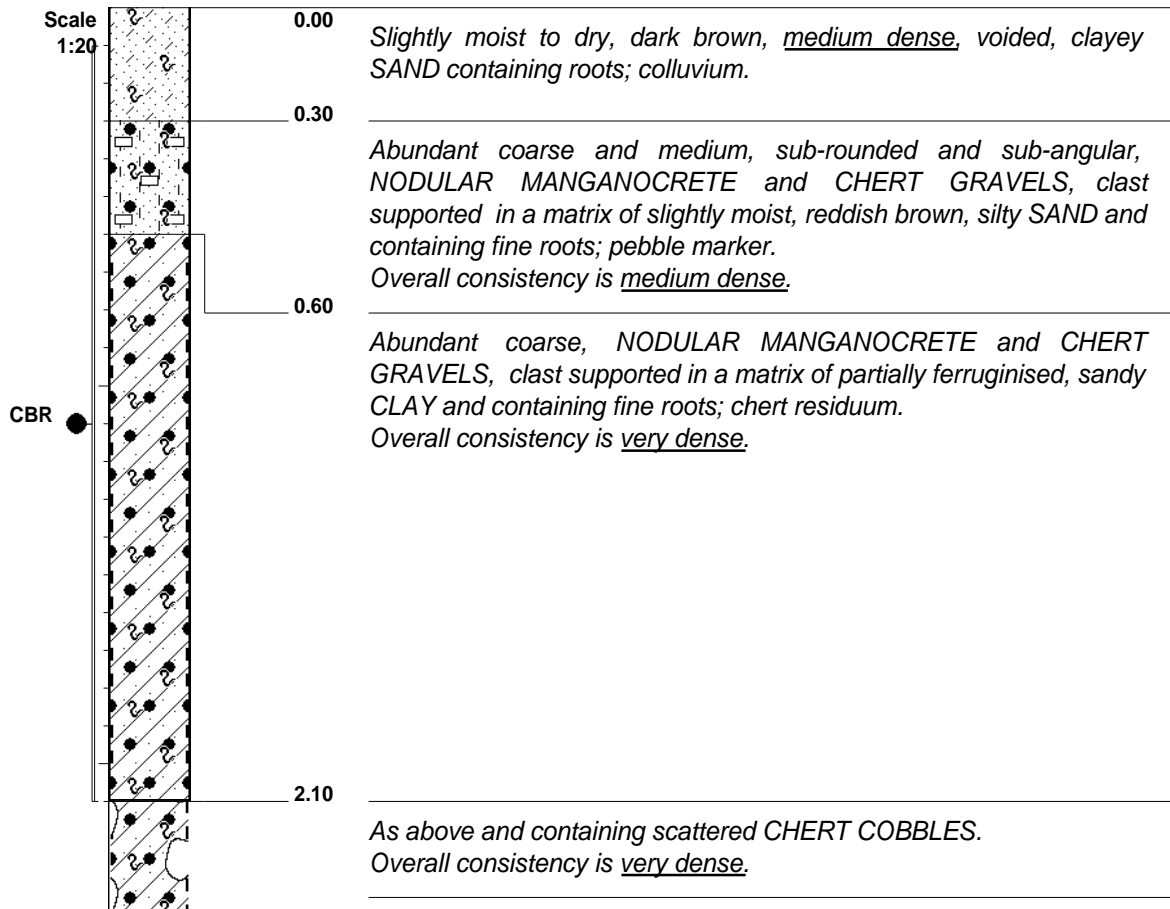 Scale
1:20
0.00
Slightly moist to dry, dark brown, medium dense, voided, clayey
SAND containing roots; colluvium.
0.30
Abundant coarse and medium, sub-rounded and sub-angular,
NODULAR MANGANOCRETE and CHERT GRAVELS, clast
supported in a matrix of slightly moist, reddish brown, silty SAND and
containing fine roots; pebble marker.
Overall consistency is medium dense.
0.60
Abundant coarse, NODULAR MANGANOCRETE and CHERT
GRAVELS, clast supported in a matrix of partially ferruginised, sandy
CLAY and containing fine roots; chert residuum.
Overall consistency is very dense.
CBR
2.10
As above and containing scattered CHERT COBBLES.
Overall consistency is very dense.